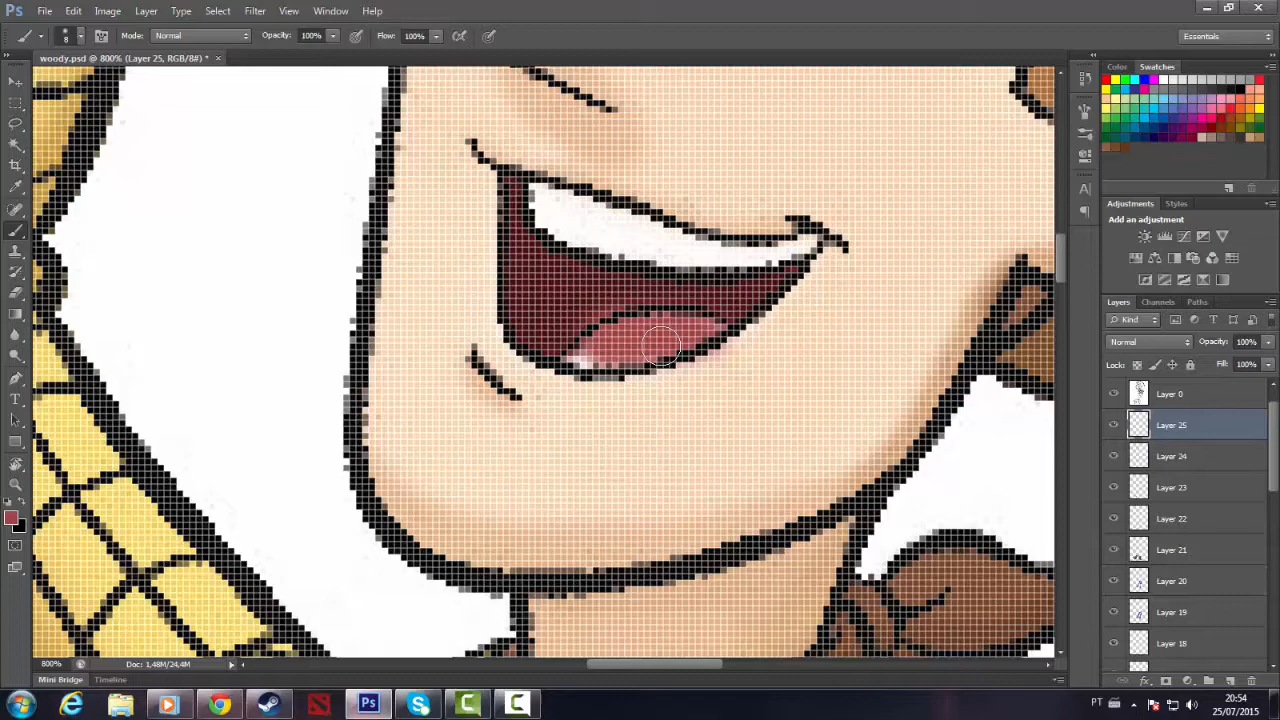 Ps File Edit Image Layer Type Select Filter View Window Help
8 Mode: Normal Opacity: 100% Flow: 100% Essentials
woody.psd @ 800% (Layer 25, RGB/8#) * ×
Color Swatches
Adjustments Styles
Add an adjustment
Layers Channels Paths
Kind
Normal Opacity: 100%
Locks: Fill: 100%
Layer 0
Layer 25
Layer 24
Layer 23
Layer 22
Layer 21
Layer 20
Layer 19
Layer 18
800% Doc: 1,48M/24,4M
Mini Bridge Timeline
PT 20:54
25/07/2015